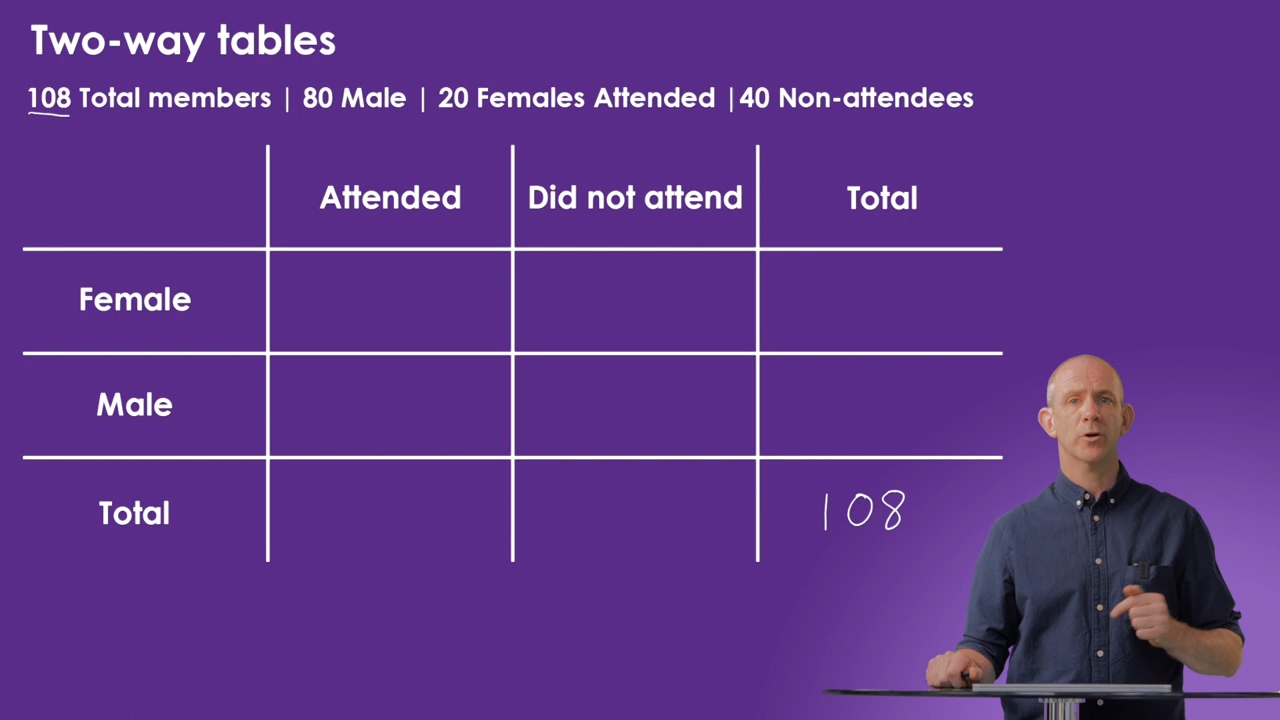 Two-way tables
108 Total members | 80 Male | 20 Females Attended |40 Non-attendees
Attended Did not attend Total
Female
Male
Total 108